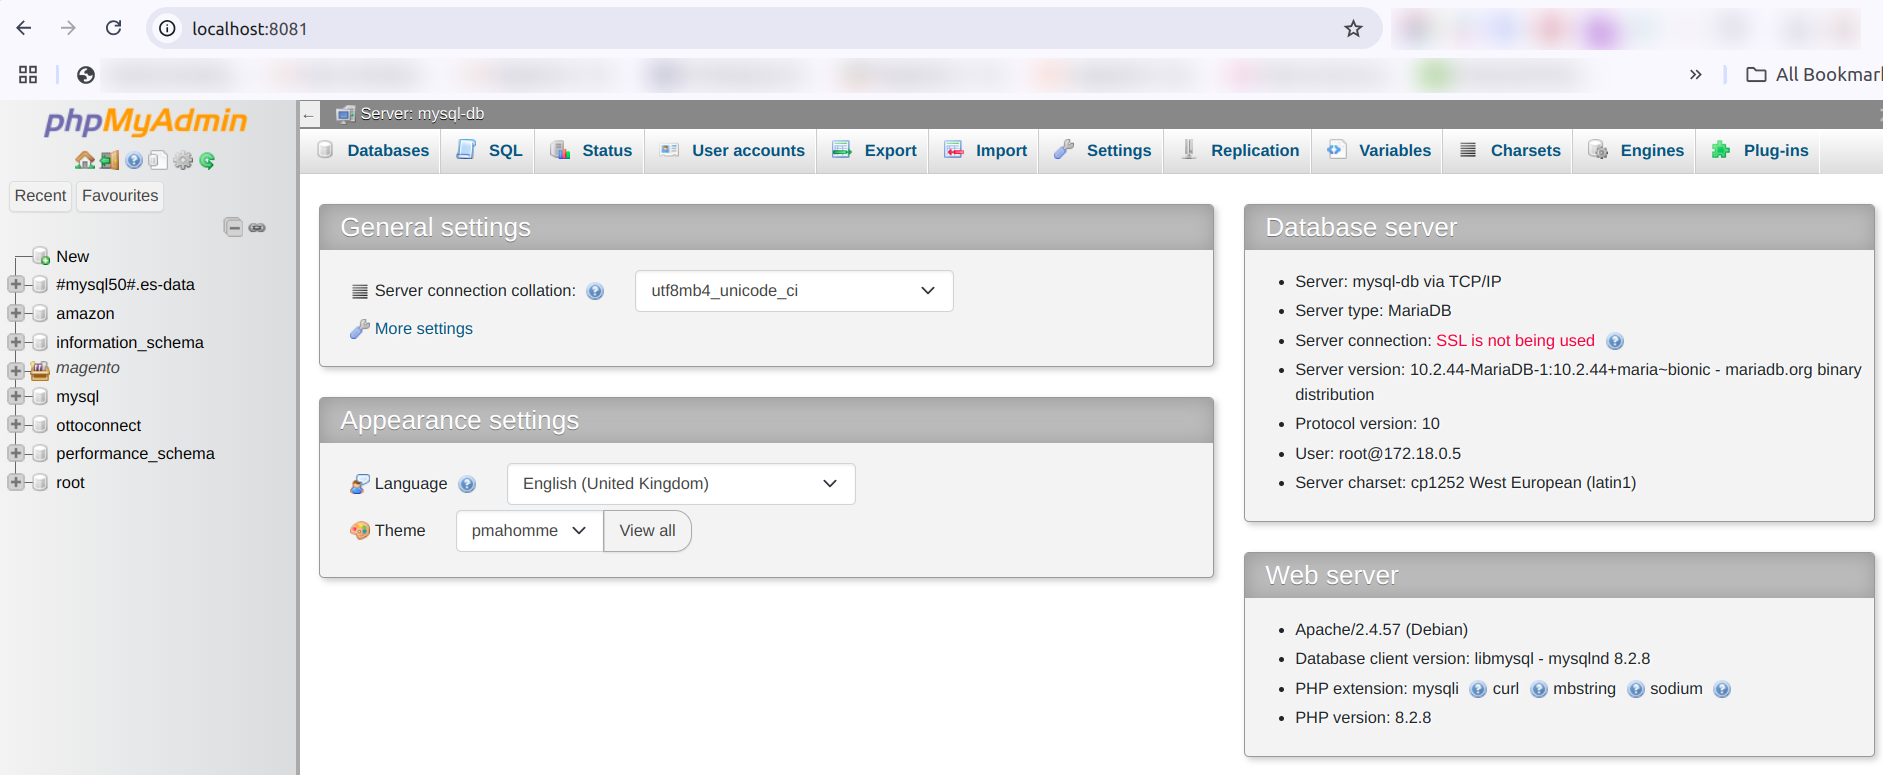 localhost:8081
All Bookmar
phpMyAdmin
Recent Favourites
New
#mysql50#.es-data
amazon
information_schema
magento
mysql
ottoconnect
performance_schema
root
Server: mysql-db
Databases SQL Status User accounts Export Import Settings Replication Variables Charsets Engines Plug-ins
General settings
Server connection collation: utf8mb4_unicode_ci
More settings
Appearance settings
Language English (United Kingdom)
Theme pmahomme View all
Database server
Server: mysql-db via TCP/IP
Server type: MariaDB
Server connection: SSL is not being used
Server version: 10.2.44-MariaDB-1:10.2.44+maria~bionic - mariadb.org binary
distribution
Protocol version: 10
User: root@172.18.0.5
Server charset: cp1252 West European (latin1)
Web server
Apache/2.4.57 (Debian)
Database client version: libmysql - mysqlnd 8.2.8
PHP extension: mysqli curl mbstring sodium
PHP version: 8.2.8